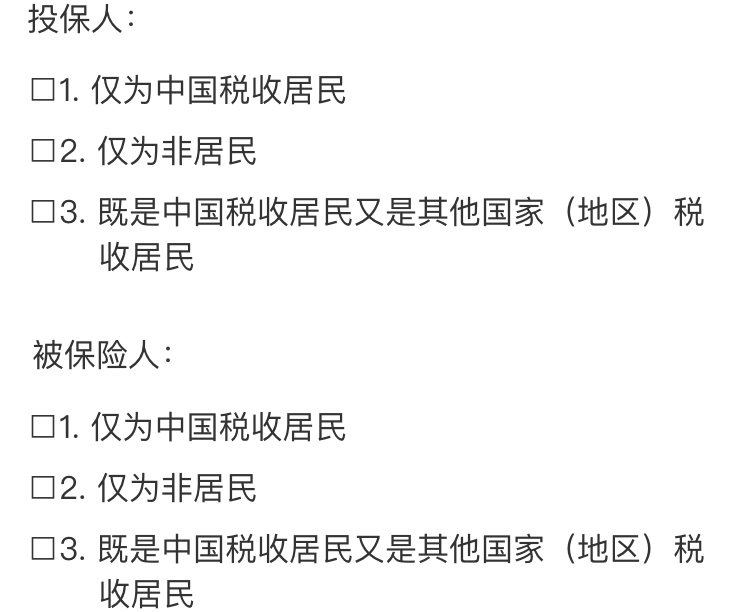 投保人：
□1. 仅为中国税收居民
□2. 仅为非居民
□3. 既是中国税收居民又是其他国家（地区）税
收居民
被保险人：
□1. 仅为中国税收居民
□2. 仅为非居民
□3. 既是中国税收居民又是其他国家（地区）税
收居民